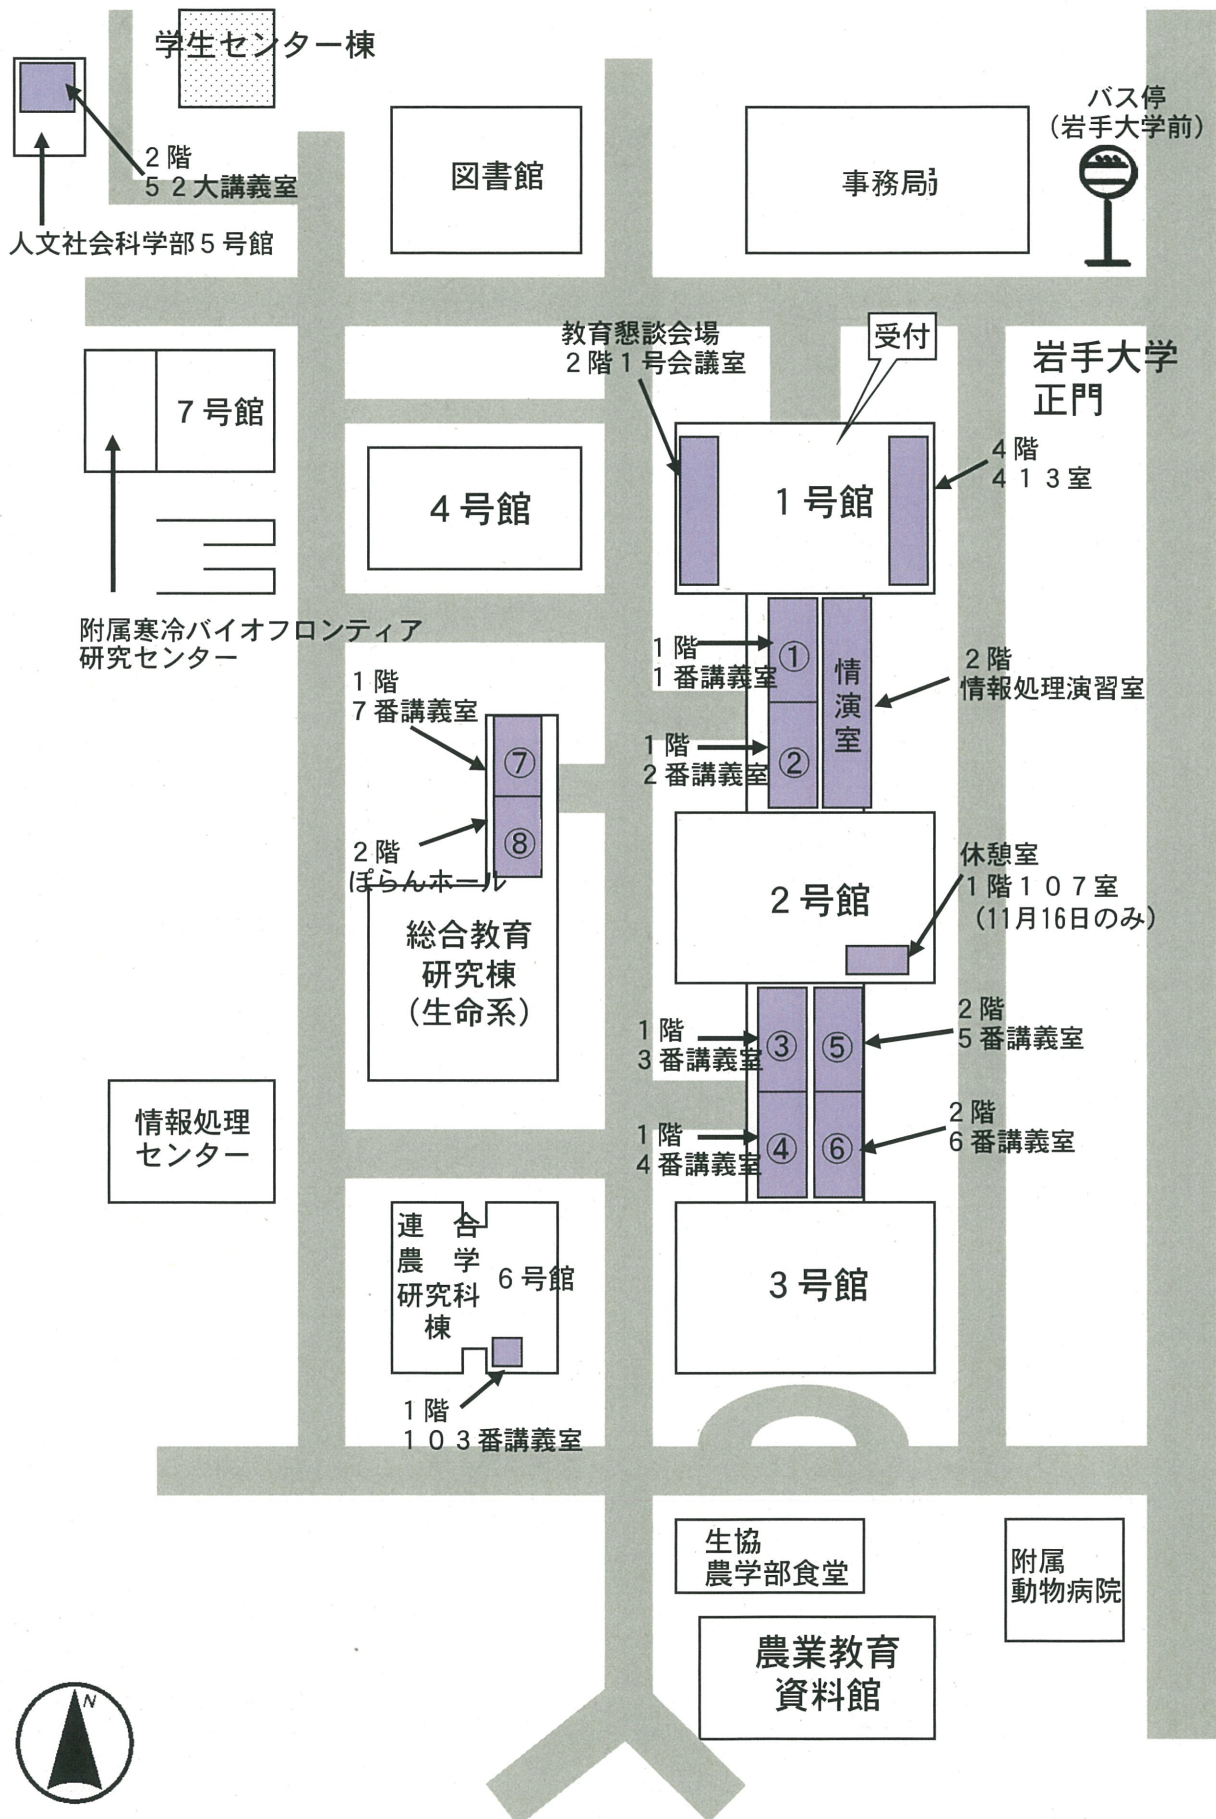 学生センター棟
バス停
（岩手大学前）
2階
52大講義室
人文社会科学部5号館
図書館
事務局
教育懇談会場
2階1号会議室
受付
岩手大学
正門
7号館
4号館
1号館
4階
413室
附属寒冷バイオフロンティア
研究センター
1階
1番講義室
①
情演室
2階
情報処理演習室
1階
7番講義室
⑦
1階
2番講義室
②
⑧
2階
ぽらんホール
2号館
休憩室
1階107室
（11月16日のみ）
総合教育
研究棟
（生命系）
1階
3番講義室
③
⑤
2階
5番講義室
情報処理
センター
1階
4番講義室
④
⑥
2階
6番講義室
連合
農学
研究科
棟
6号館
3号館
1階
103番講義室
生協
農学部食堂
附属
動物病院
農業教育
資料館
N